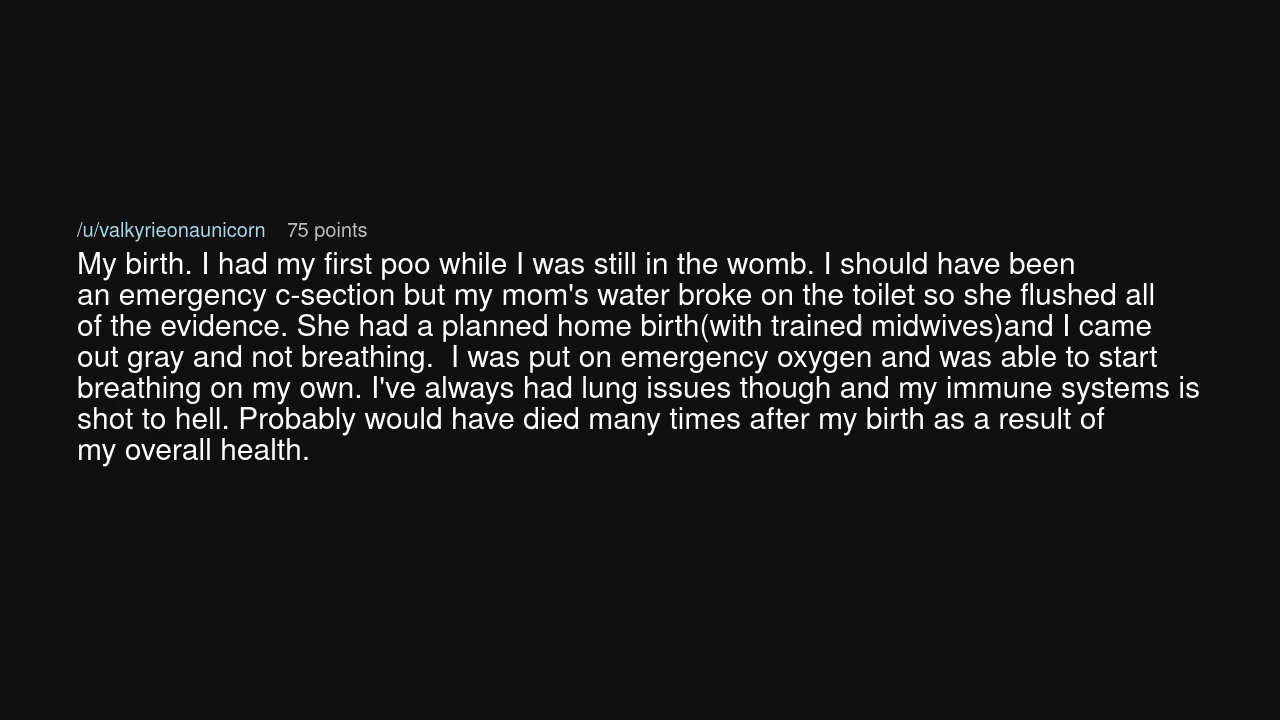 /u/valkyrieonaunicorn 75 points
My birth. I had my first poo while I was still in the womb. I should have been
an emergency c-section but my mom's water broke on the toilet so she flushed all
of the evidence. She had a planned home birth(with trained midwives)and I came
out gray and not breathing.  I was put on emergency oxygen and was able to start
breathing on my own. I've always had lung issues though and my immune systems is
shot to hell. Probably would have died many times after my birth as a result of
my overall health.